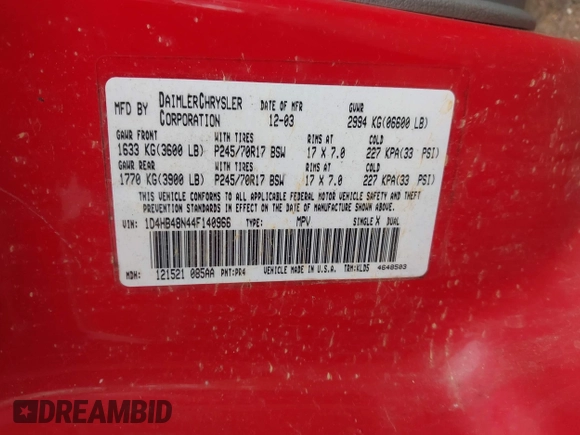 MFD BY DAIMLERCHRYSLER CORPORATION DATE OF MFR 12-03 GVWR 2994 KG(06600 LB)
GAWR FRONT WITH TIRES RIMS AT COLD
1633 KG(3600 LB) P245/70R17 BSW 17 X 7.0 227 KPA(33 PSI)
GAWR REAR WITH TIRES RIMS AT COLD
1770 KG(3900 LB) P245/70R17 BSW 17 X 7.0 227 KPA(33 PSI)
THIS VEHICLE CONFORMS TO ALL APPLICABLE FEDERAL MOTOR VEHICLE SAFETY AND THEFT
PREVENTION STANDARDS IN EFFECT ON THE DATE OF MANUFACTURE SHOWN ABOVE.
VIN: 1D4HB48N44F140966 TYPE: MPV SINGLE X DUAL
MDH: 121521 085AA PNT:PR4 VEHICLE MADE IN U.S.A. TRM:KLD5 4648503
DREAMBID